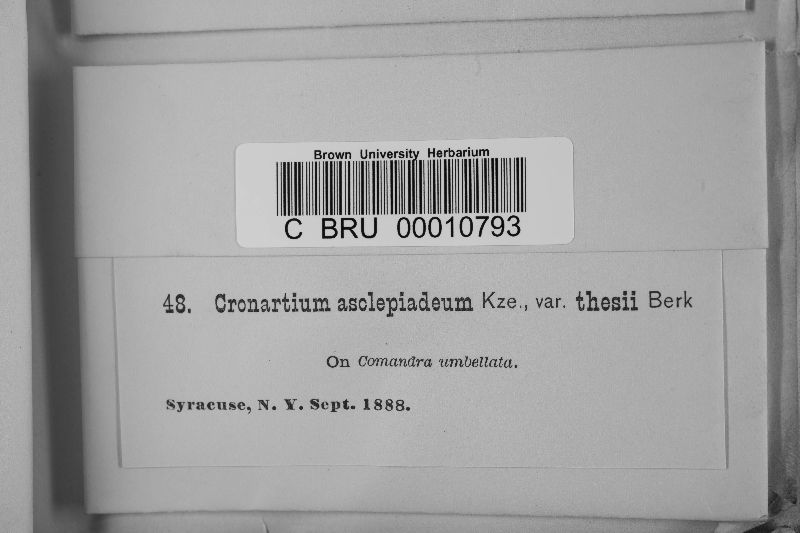 Brown University Herbarium
C BRU 00010793
48. Cronartium asclepiadeum Kze., var. thesii Berk
On Comandra umbellata.
Syracuse, N. Y. Sept. 1888.